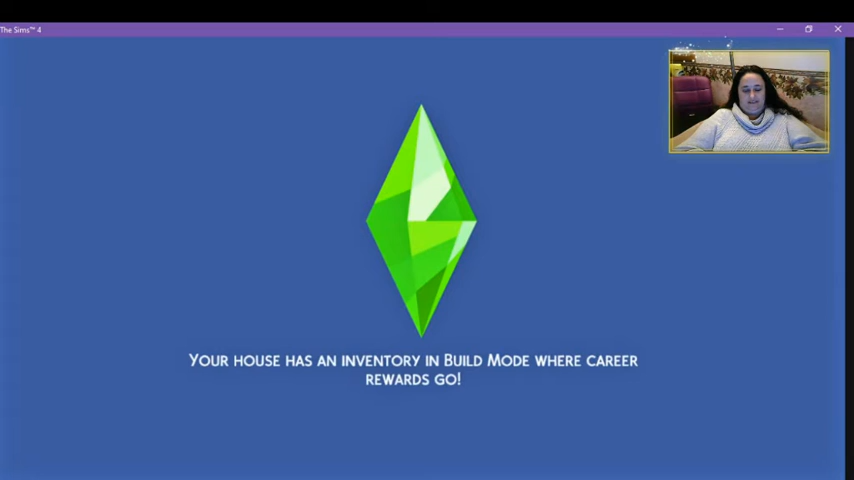 The Sims™ 4
YOUR HOUSE HAS AN INVENTORY IN BUILD MODE WHERE CAREER
REWARDS GO!